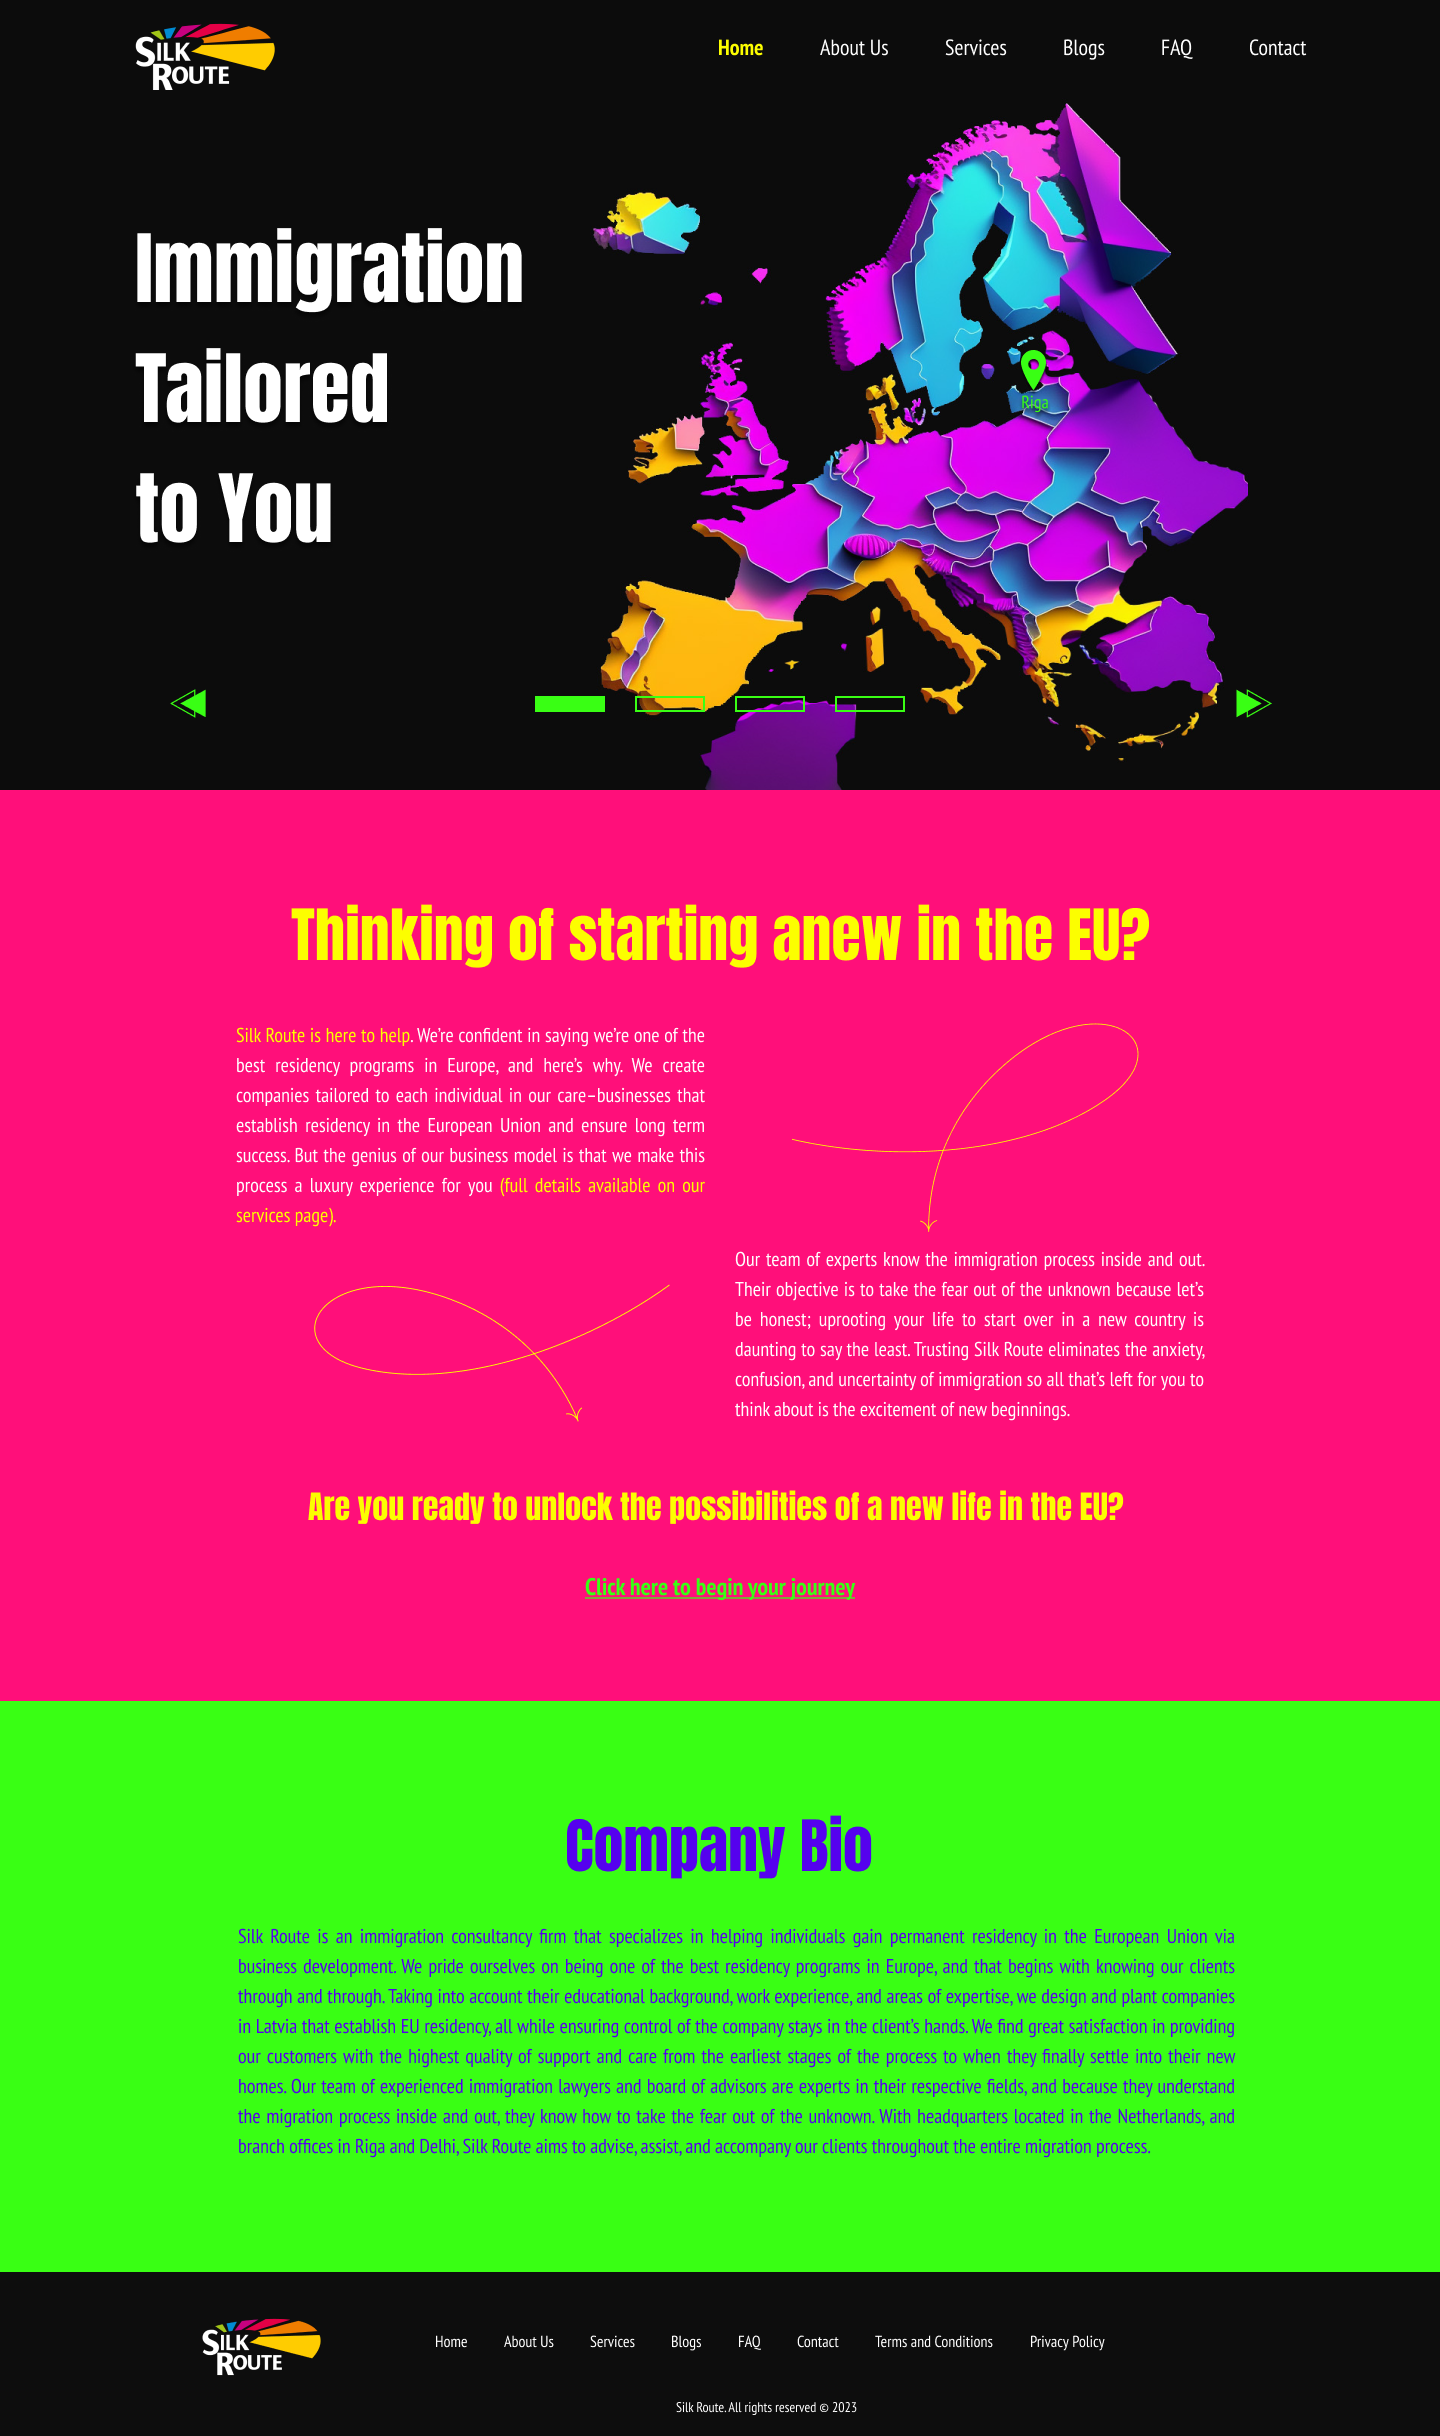 SILK
ROUTE
Home About Us Services Blogs FAQ Contact
Immigration
Tailored
to You
Riga
Thinking of starting anew in the EU?
Silk Route is here to help. We’re confident in saying we’re one of the
best residency programs in Europe, and here’s why. We create
companies tailored to each individual in our care–businesses that
establish residency in the European Union and ensure long term
success. But the genius of our business model is that we make this
process a luxury experience for you (full details available on our
services page).
Our team of experts know the immigration process inside and out.
Their objective is to take the fear out of the unknown because let’s
be honest; uprooting your life to start over in a new country is
daunting to say the least. Trusting Silk Route eliminates the anxiety,
confusion, and uncertainty of immigration so all that’s left for you to
think about is the excitement of new beginnings.
Are you ready to unlock the possibilities of a new life in the EU?
Click here to begin your journey
Company Bio
Silk Route is an immigration consultancy firm that specializes in helping individuals gain permanent residency in the European Union via
business development. We pride ourselves on being one of the best residency programs in Europe, and that begins with knowing our clients
through and through. Taking into account their educational background, work experience, and areas of expertise, we design and plant companies
in Latvia that establish EU residency, all while ensuring control of the company stays in the client’s hands. We find great satisfaction in providing
our customers with the highest quality of support and care from the earliest stages of the process to when they finally settle into their new
homes. Our team of experienced immigration lawyers and board of advisors are experts in their respective fields, and because they understand
the migration process inside and out, they know how to take the fear out of the unknown. With headquarters located in the Netherlands, and
branch offices in Riga and Delhi, Silk Route aims to advise, assist, and accompany our clients throughout the entire migration process.
SILK
ROUTE
Home About Us Services Blogs FAQ Contact Terms and Conditions Privacy Policy
Silk Route. All rights reserved © 2023